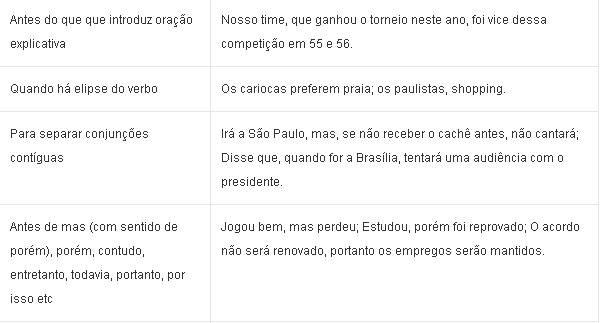 Antes do que que introduz oração
explicativa
Nosso time, que ganhou o torneio neste ano, foi vice dessa
competição em 55 e 56.
Quando há elipse do verbo
Os cariocas preferem praia; os paulistas, shopping.
Para separar conjunções
contíguas
Irá a São Paulo, mas, se não receber o cachê antes, não cantará;
Disse que, quando for a Brasília, tentará uma audiência com o
presidente.
Antes de mas (com sentido de
porém), porém, contudo,
entretanto, todavia, portanto, por
isso etc
Jogou bem, mas perdeu; Estudou, porém foi reprovado; O acordo
não será renovado, portanto os empregos serão mantidos.